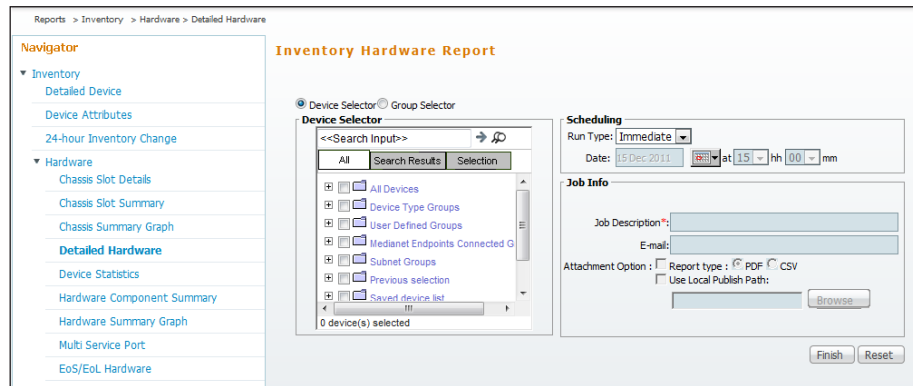 Reports > Inventory > Hardware > Detailed Hardware
Navigator
Inventory
Detailed Device
Device Attributes
24-hour Inventory Change
Hardware
Chassis Slot Details
Chassis Slot Summary
Chassis Summary Graph
Detailed Hardware
Device Statistics
Hardware Component Summary
Hardware Summary Graph
Multi Service Port
EoS/EoL Hardware
Inventory Hardware Report
Device Selector Group Selector
Device Selector
<<Search Input>>
All Search Results Selection
All Devices
Device Type Groups
User Defined Groups
Medianet Endpoints Connected G
Subnet Groups
Previous selection
Saved device list
0 device(s) selected
Scheduling
Run Type: Immediate
Date: 15 Dec 2011 at 15 hh 00 mm
Job Info
Job Description*:
E-mail:
Attachment Option : Report type : PDF CSV
Use Local Publish Path:
Browse
Finish Reset